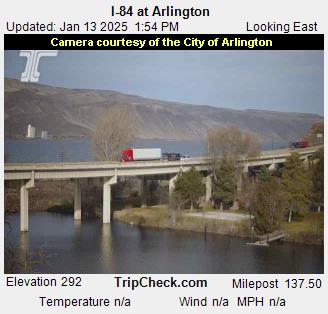 I-84 at Arlington
Updated: Jan 13 2025 1:54 PM Looking East
Camera courtesy of the City of Arlington
Elevation 292 TripCheck.com Milepost 137.50
Temperature n/a Wind n/a MPH n/a